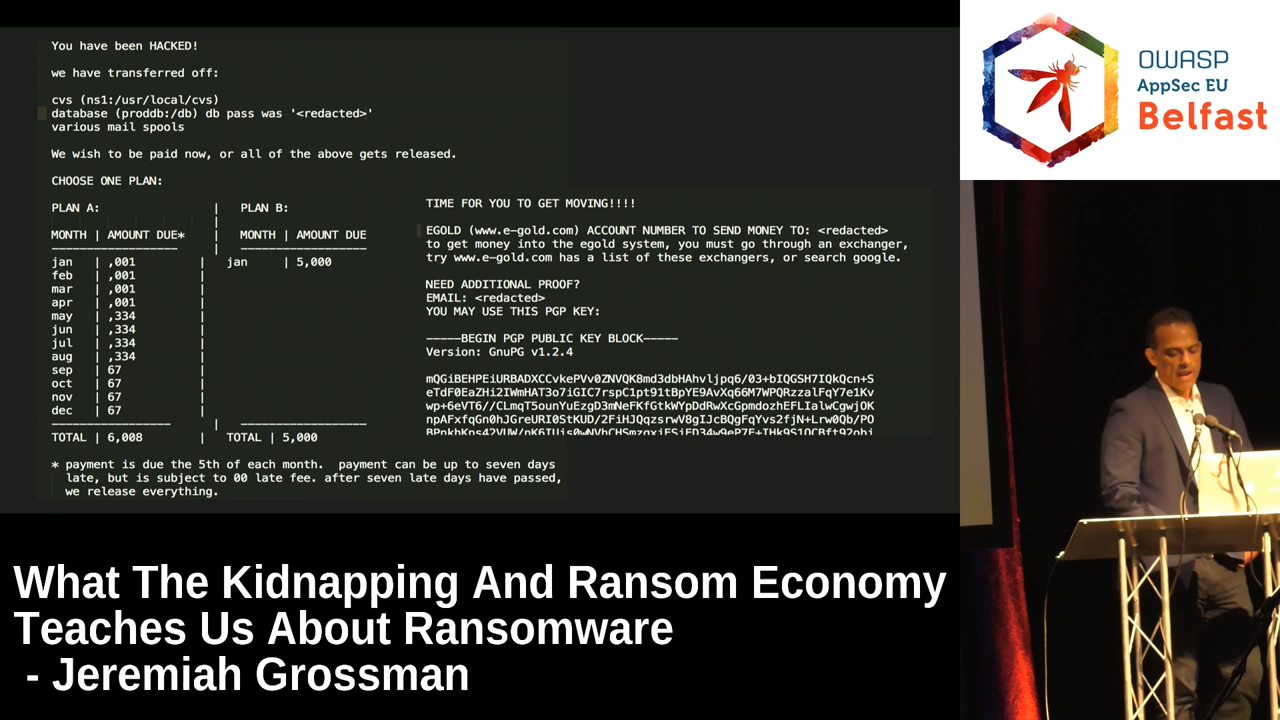 You have been HACKED!
we have transferred off:
cvs (ns1:/usr/local/cvs)
database (proddb:/db) db pass was '<redacted>'
various mail spools
We wish to be paid now, or all of the above gets released.
CHOOSE ONE PLAN:
PLAN A: | PLAN B:
MONTH | AMOUNT DUE* | MONTH | AMOUNT DUE
jan | ,001 | jan | 5,000
feb | ,001 |
mar | ,001 |
apr | ,001 |
may | ,334 |
jun | ,334 |
jul | ,334 |
aug | ,334 |
sep | 67 |
oct | 67 |
nov | 67 |
dec | 67 |
TOTAL | 6,008 | TOTAL | 5,000
* payment is due the 5th of each month. payment can be up to seven days
late, but is subject to 00 late fee. after seven late days have passed,
we release everything.
TIME FOR YOU TO GET MOVING!!!!
EGOLD (www.e-gold.com) ACCOUNT NUMBER TO SEND MONEY TO: <redacted>
to get money into the egold system, you must go through an exchanger,
try www.e-gold.com has a list of these exchangers, or search google.
NEED ADDITIONAL PROOF?
EMAIL: <redacted>
YOU MAY USE THIS PGP KEY:
-----BEGIN PGP PUBLIC KEY BLOCK-----
Version: GnuPG v1.2.4
mQGiBEHPEiURBADXCCvkePVv0ZNVQK8md3dbHAhvljpq6/03+bIQGSH7IQkQcn+S
eTdF0EaZHi2IWmHAT3o7iGIC7rspC1pt91tBpYE9AvXq66M7WPQRzzalFqY7e1Kv
wp+6eVT6//CLmqT5ounYuEzgD3mNeFKfGtkWYpDdRwXcGpmdozhEFLIalwCgwjOK
npAFxfqGn0hJGreURI0StKUD/2FiHJQqzsrwV8gIJcBQgFqYvs2fjN+Lrw0Qb/PO
OWASP
AppSec EU
Belfast
What The Kidnapping And Ransom Economy
Teaches Us About Ransomware
- Jeremiah Grossman